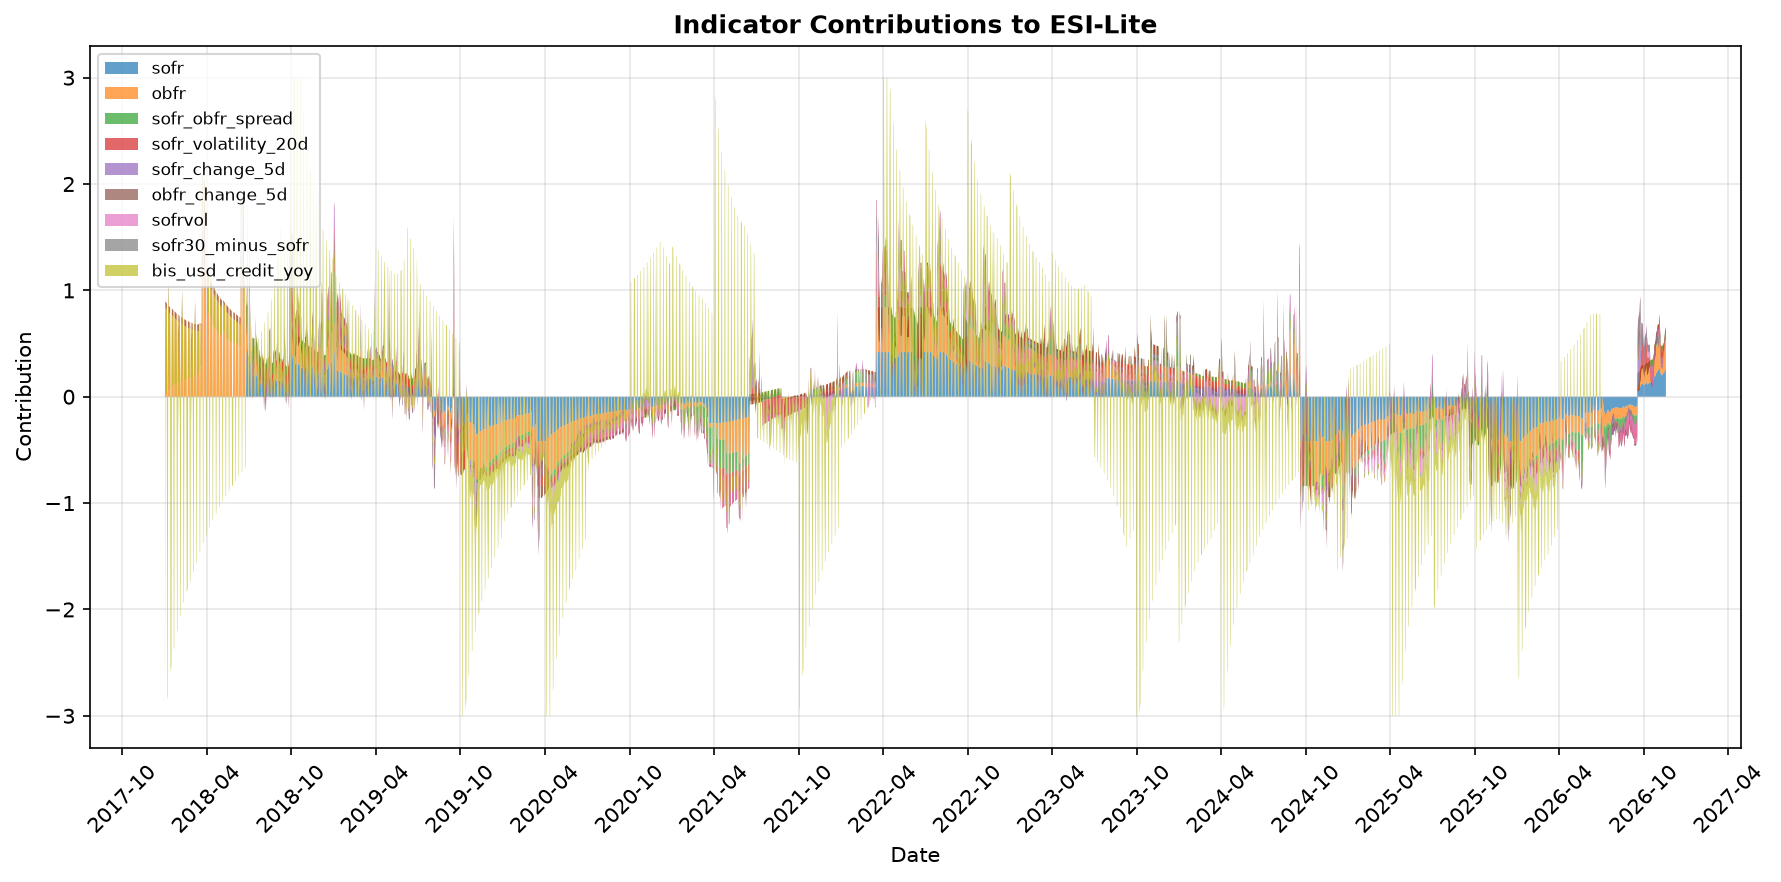 Indicator Contributions to ESI-Lite
sofr
obfr
sofr_obfr_spread
sofr_volatility_20d
sofr_change_5d
obfr_change_5d
sofrvol
sofr30_minus_sofr
bis_usd_credit_yoy
3
2
1
0
−1
−2
−3
Contribution
2017-10
2018-04
2018-10
2019-04
2019-10
2020-04
2020-10
2021-04
2021-10
2022-04
2022-10
2023-04
2023-10
2024-04
2024-10
2025-04
2025-10
2026-04
2026-10
2027-04
Date